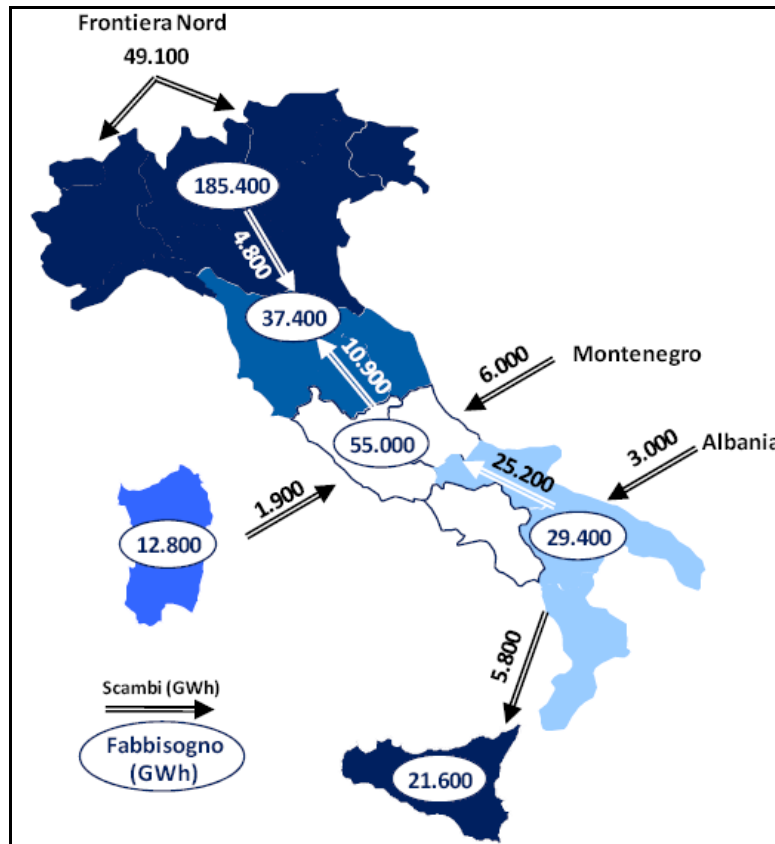 Frontiera Nord
49.100
185.400
4.800
37.400
10.900
6.000
Montenegro
55.000
25.200
3.000
Albania
1.900
12.800
29.400
5.800
Scambi (GWh)
Fabbisogno
(GWh)
21.600